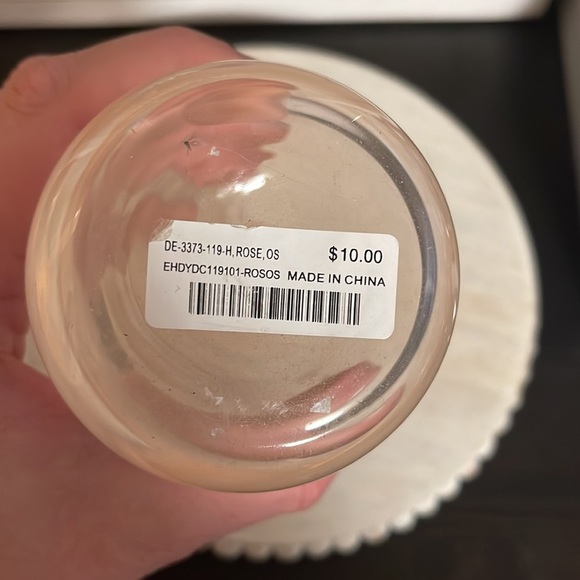 DE-3373-119-H, ROSE, OS $10.00
EHDYDC119101-ROSOS MADE IN CHINA